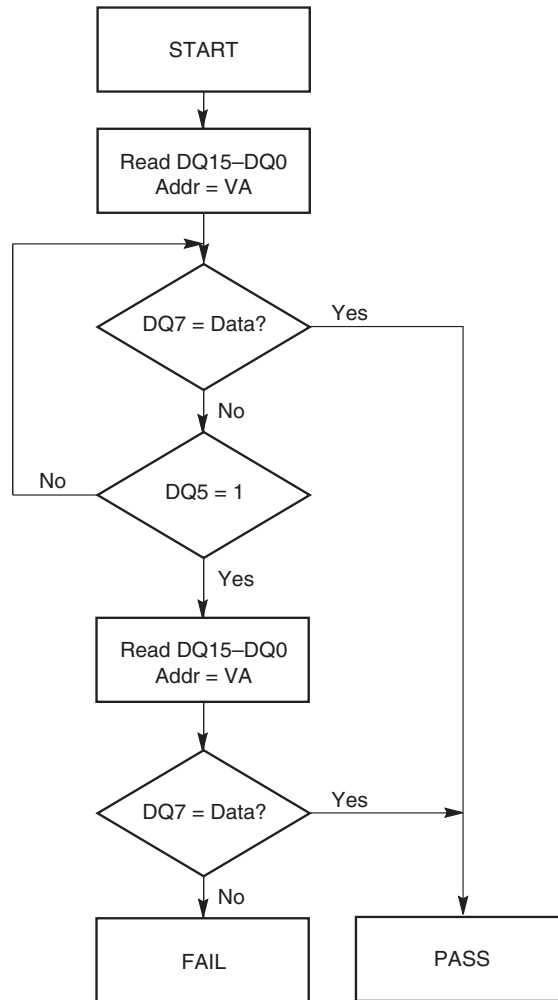 START
Read DQ15–DQ0
Addr = VA
DQ7 = Data?
Yes
No
DQ5 = 1
No
Yes
Read DQ15–DQ0
Addr = VA
DQ7 = Data?
Yes
No
FAIL
PASS